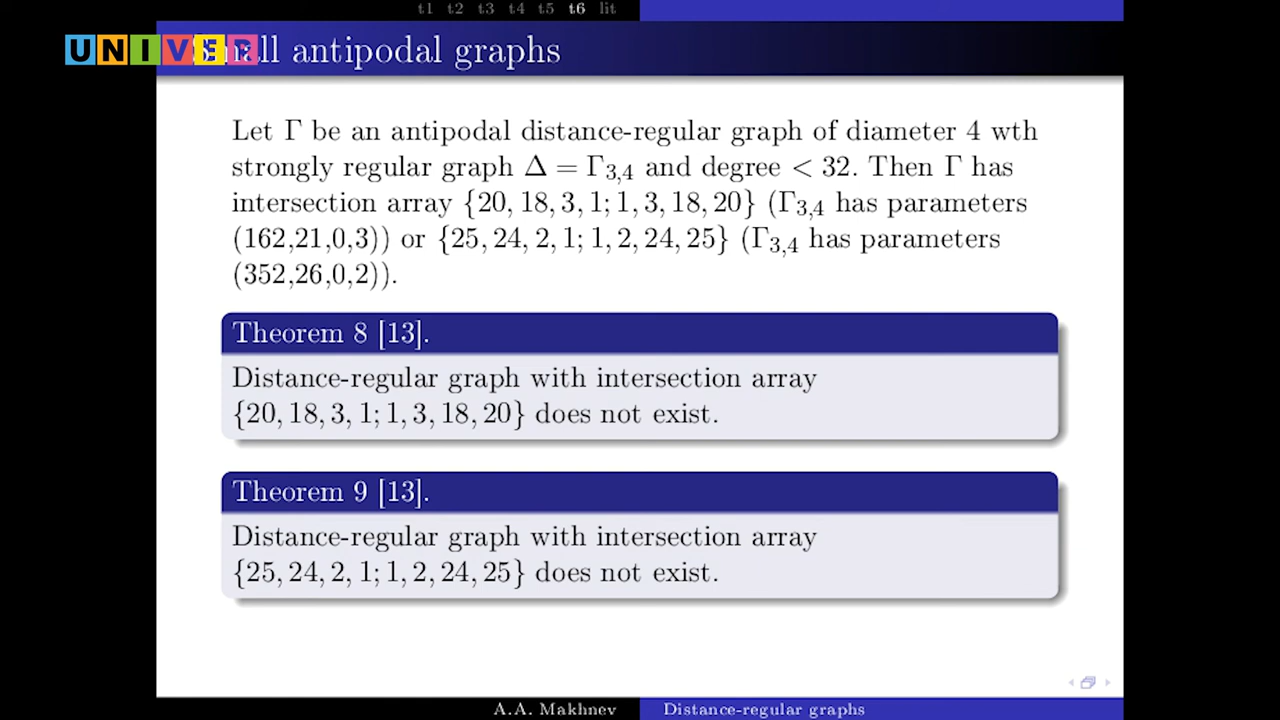 t1 t2 t3 t4 t5 t6 lit
UNIVER
Small antipodal graphs
Let Γ be an antipodal distance-regular graph of diameter 4 wth
strongly regular graph Δ = Γ₃,₄ and degree < 32. Then Γ has
intersection array {20, 18, 3, 1; 1, 3, 18, 20} (Γ₃,₄ has parameters
(162,21,0,3)) or {25, 24, 2, 1; 1, 2, 24, 25} (Γ₃,₄ has parameters
(352,26,0,2)).
Theorem 8 [13].
Distance-regular graph with intersection array
{20, 18, 3, 1; 1, 3, 18, 20} does not exist.
Theorem 9 [13].
Distance-regular graph with intersection array
{25, 24, 2, 1; 1, 2, 24, 25} does not exist.
A.A. Makhnev
Distance-regular graphs